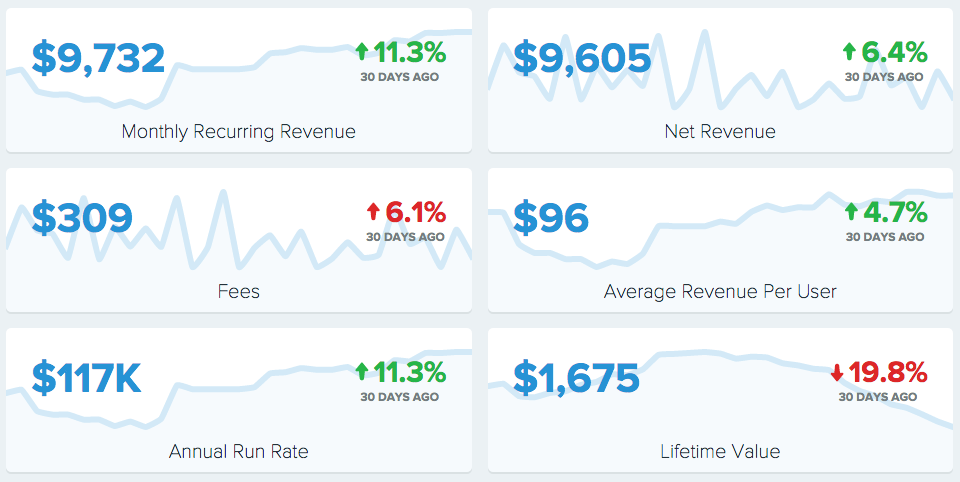 $9,732
11.3%
30 DAYS AGO
Monthly Recurring Revenue
$9,605
6.4%
30 DAYS AGO
Net Revenue
$309
6.1%
30 DAYS AGO
Fees
$96
4.7%
30 DAYS AGO
Average Revenue Per User
$117K
11.3%
30 DAYS AGO
Annual Run Rate
$1,675
19.8%
30 DAYS AGO
Lifetime Value